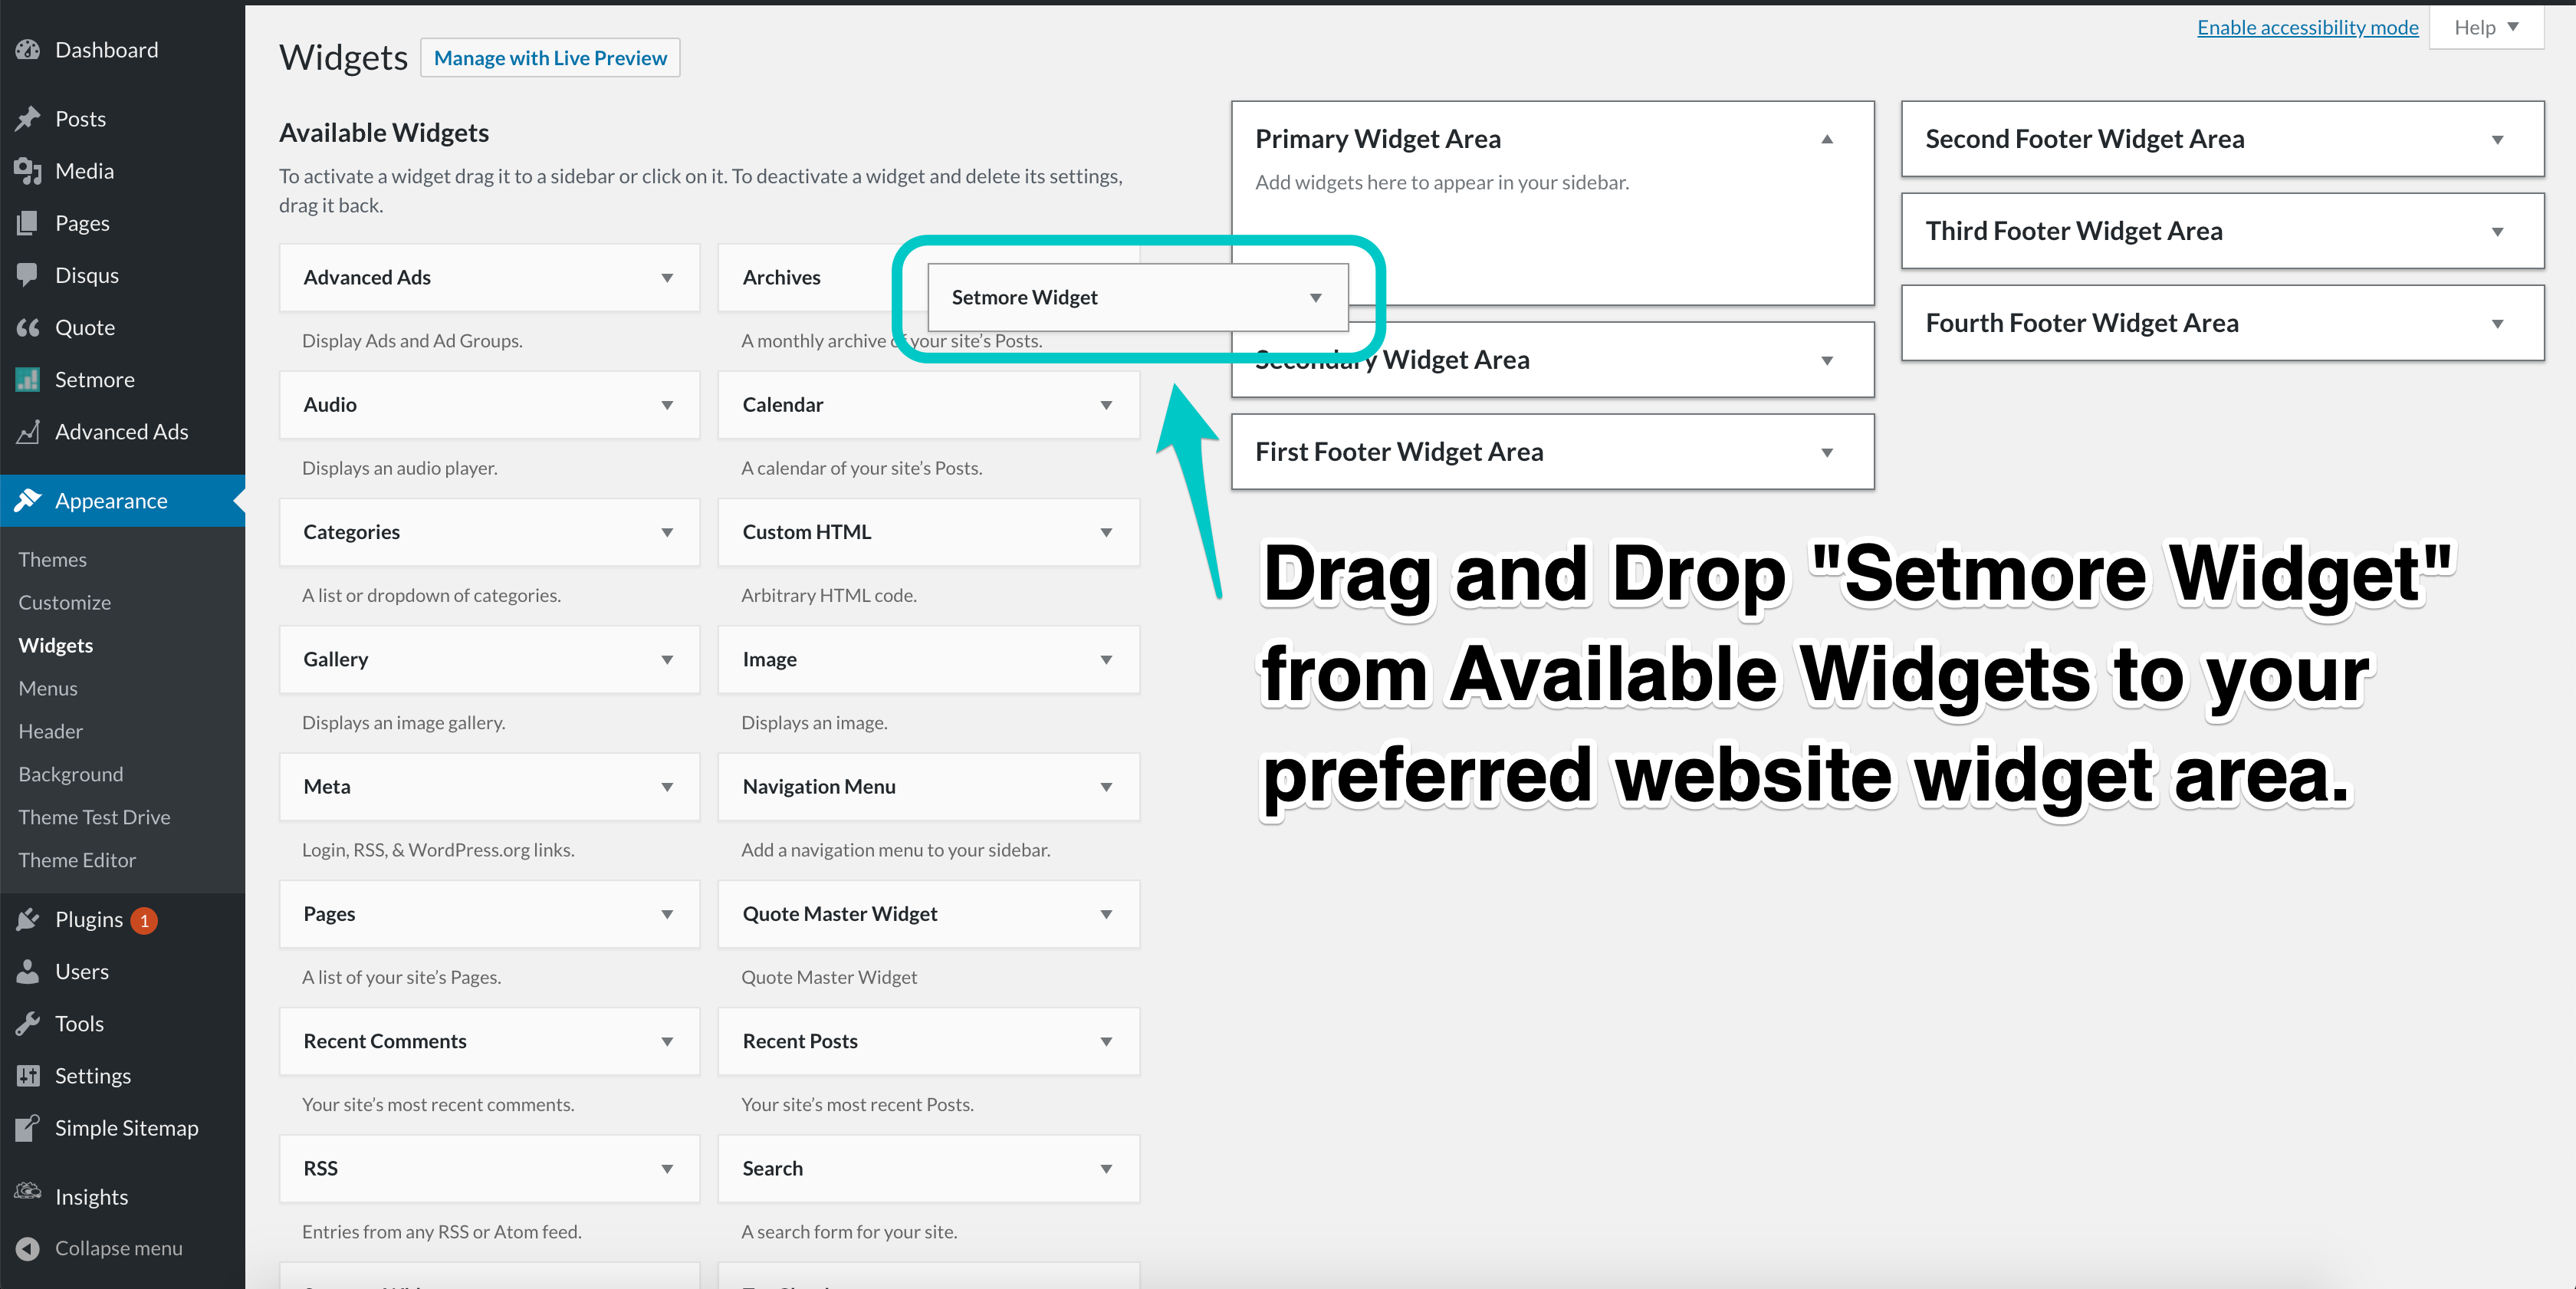 Dashboard
Posts
Media
Pages
Disqus
Quote
Setmore
Advanced Ads
Appearance
Themes
Customize
Widgets
Menus
Header
Background
Theme Test Drive
Theme Editor
Plugins 1
Users
Tools
Settings
Simple Sitemap
Insights
Collapse menu
Widgets
Manage with Live Preview
Enable accessibility mode
Help
Available Widgets
To activate a widget drag it to a sidebar or click on it. To deactivate a widget and delete its settings,
drag it back.
Advanced Ads
Display Ads and Ad Groups.
Archives
A monthly archive of your site's Posts.
Setmore Widget
Audio
Displays an audio player.
Calendar
A calendar of your site's Posts.
Categories
A list or dropdown of categories.
Custom HTML
Arbitrary HTML code.
Gallery
Displays an image gallery.
Image
Displays an image.
Meta
Login, RSS, & WordPress.org links.
Navigation Menu
Add a navigation menu to your sidebar.
Pages
A list of your site's Pages.
Quote Master Widget
Quote Master Widget
Recent Comments
Your site's most recent comments.
Recent Posts
Your site's most recent Posts.
RSS
Entries from any RSS or Atom feed.
Search
A search form for your site.
Primary Widget Area
Add widgets here to appear in your sidebar.
Secondary Widget Area
First Footer Widget Area
Second Footer Widget Area
Third Footer Widget Area
Fourth Footer Widget Area
Drag and Drop "Setmore Widget"
from Available Widgets to your
preferred website widget area.